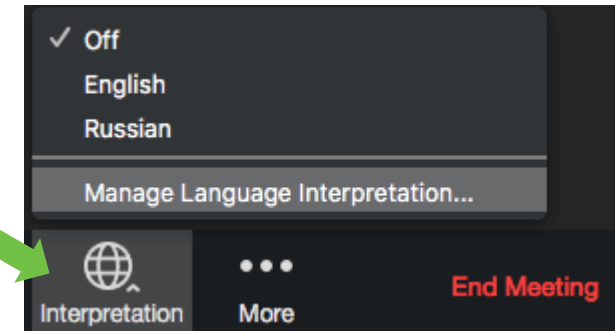 Off
English
Russian
Manage Language Interpretation...
Interpretation
More
End Meeting